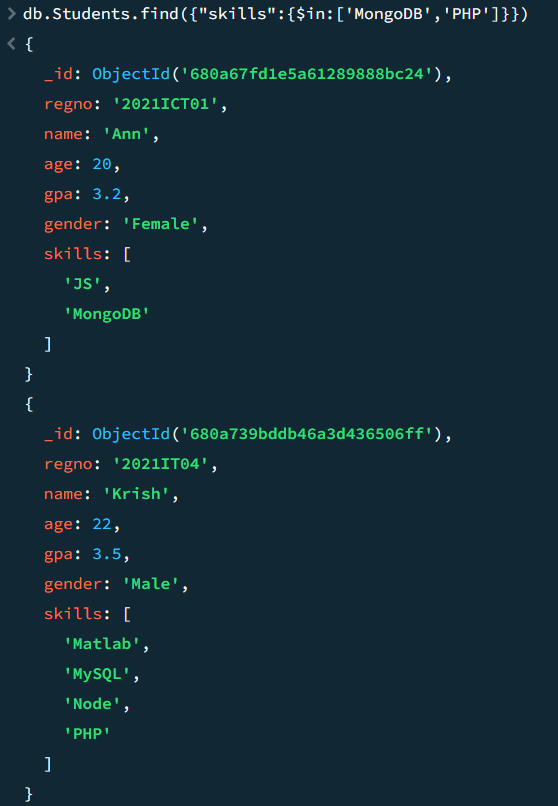 db.Students.find({"skills":{$in:['MongoDB','PHP']}})
{
_id: ObjectId('680a67fd1e5a61289888bc24'),
regno: '2021ICT01',
name: 'Ann',
age: 20,
gpa: 3.2,
gender: 'Female',
skills: [
'JS',
'MongoDB'
]
}
{
_id: ObjectId('680a739bddb46a3d436506ff'),
regno: '2021IT04',
name: 'Krish',
age: 22,
gpa: 3.5,
gender: 'Male',
skills: [
'Matlab',
'MySQL',
'Node',
'PHP'
]
}